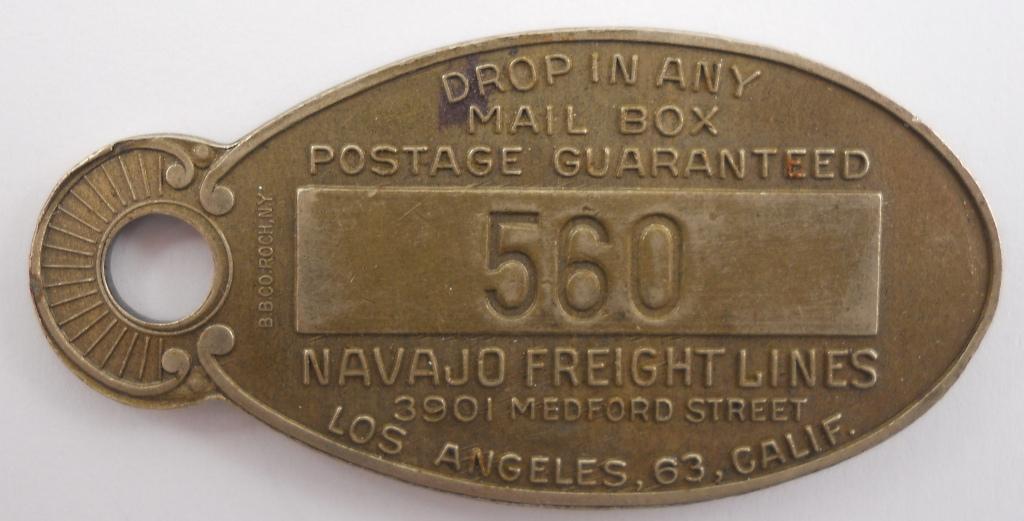 DROP IN ANY
MAIL BOX
POSTAGE GUARANTEED
B.B.CO.ROCH,N.Y
560
NAVAJO FREIGHT LINES
3901 MEDFORD STREET
LOS ANGELES, 63, CALIF.